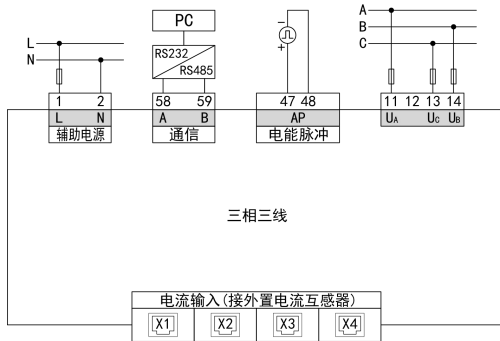 PC
RS232
RS485
L
N
A
B
C
1 2
L N
辅助电源
58 59
A B
通信
- +
47 48
AP
电能脉冲
11 12 13 14
UA UC UB
三相三线
电流输入(接外置电流互感器)
X1 X2 X3 X4